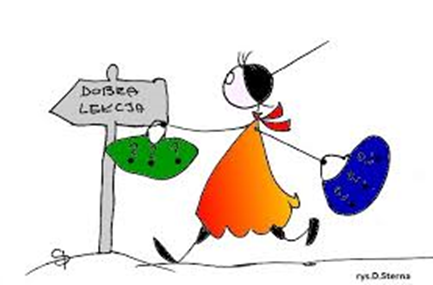 DOBRA
LEKCJA
? ? ?
rys.D.Sterna